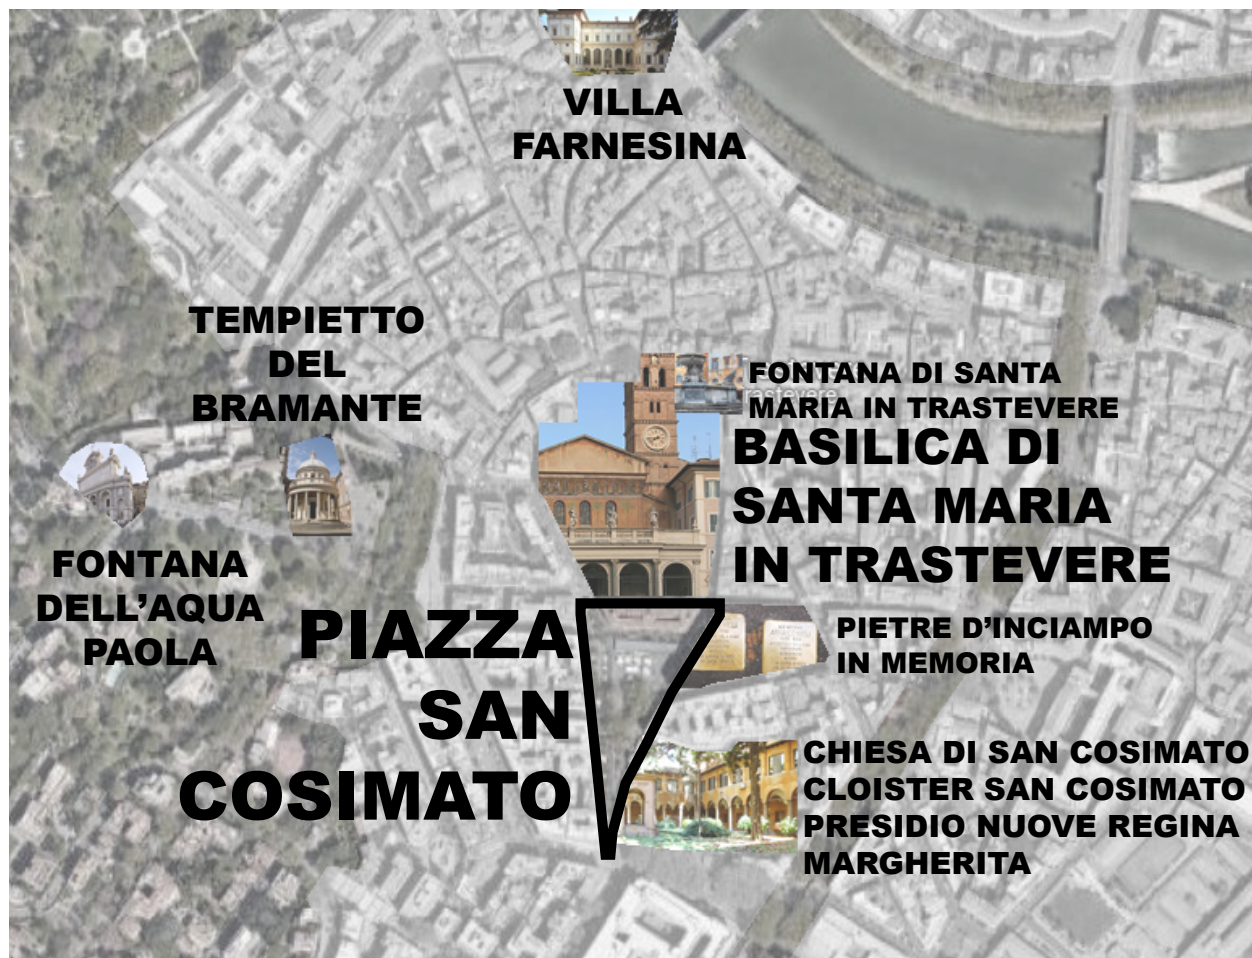 VILLA
FARNESINA
TEMPIETTO
DEL
BRAMANTE
FONTANA DI SANTA
MARIA IN TRASTEVERE
rastevere
BASILICA DI
SANTA MARIA
IN TRASTEVERE
FONTANA
DELL’AQUA
PAOLA
PIAZZA
SAN
COSIMATO
PIETRE D’INCIAMPO
IN MEMORIA
CHIESA DI SAN COSIMATO
CLOISTER SAN COSIMATO
PRESIDIO NUOVE REGINA
MARGHERITA